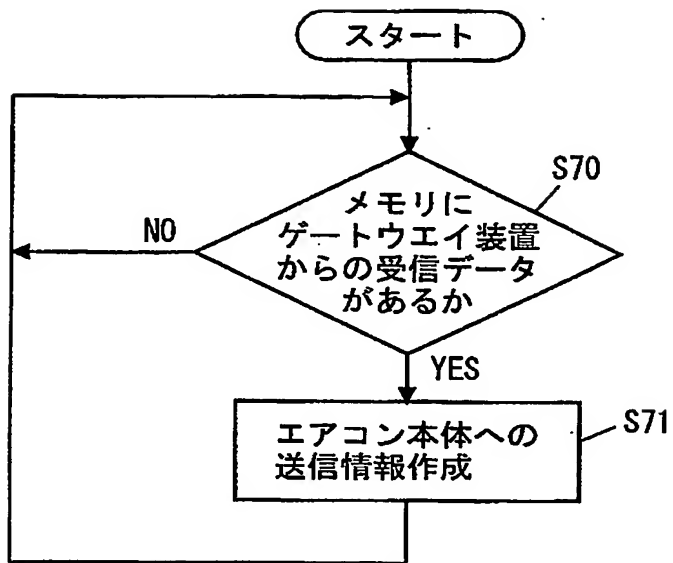 スタート
S70
メモリに
ゲートウエイ装置
からの受信データ
があるか
NO
YES
エアコン本体への
送信情報作成
S71